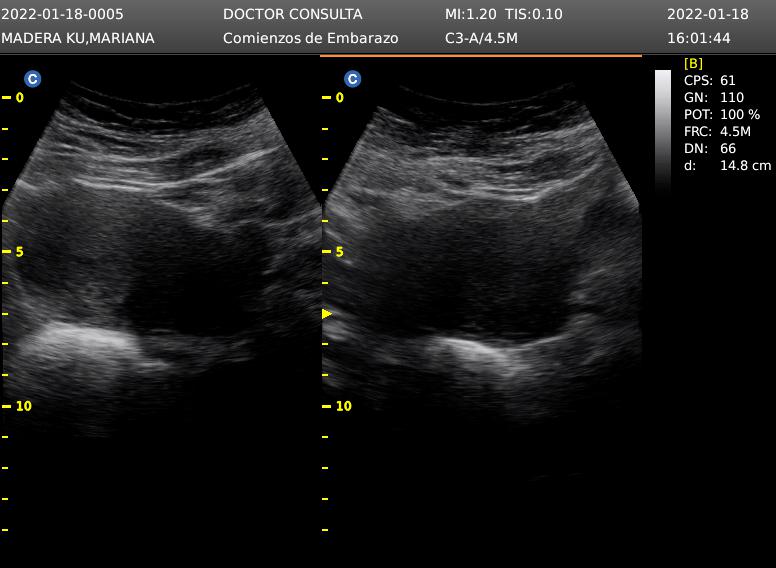 2022-01-18-0005 DOCTOR CONSULTA MI:1.20 TIS:0.10 2022-01-18
MADERA KU,MARIANA Comienzos de Embarazo C3-A/4.5M 16:01:44
[B]
CPS: 61
GN: 110
POT: 100 %
FRC: 4.5M
DN: 66
d: 14.8 cm
C
0
5
10
C
0
5
10